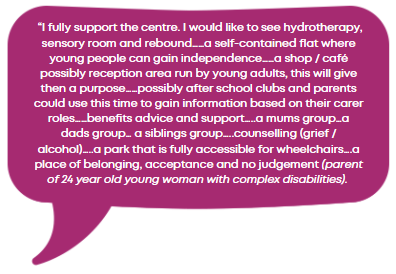 “I fully support the centre. I would like to see hydrotherapy,
sensory room and rebound.....a self-contained flat where
young people can gain independence.....a shop / café
possibly reception area run by young adults, this will give
then a purpose.....possibly after school clubs and parents
could use this time to gain information based on their carer
roles.....benefits advice and support.....a mums group..a
dads group... a siblings group.....counselling (grief /
alcohol).....a park that is fully accessible for wheelchairs....a
place of belonging, acceptance and no judgement (parent
of 24 year old young woman with complex disabilities).